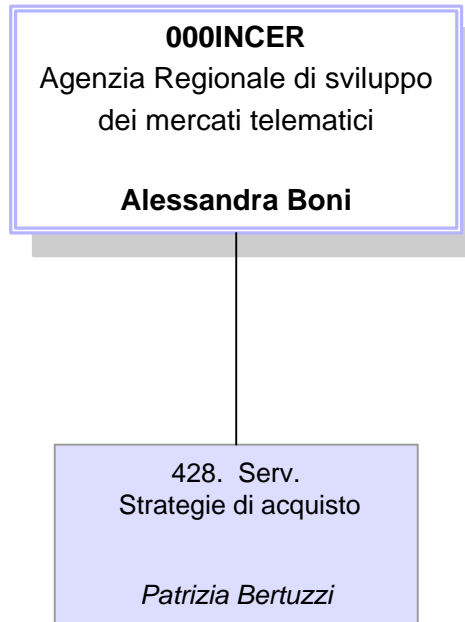 000INCER
Agenzia Regionale di sviluppo
dei mercati telematici
Alessandra Boni
428. Serv.
Strategie di acquisto
Patrizia Bertuzzi